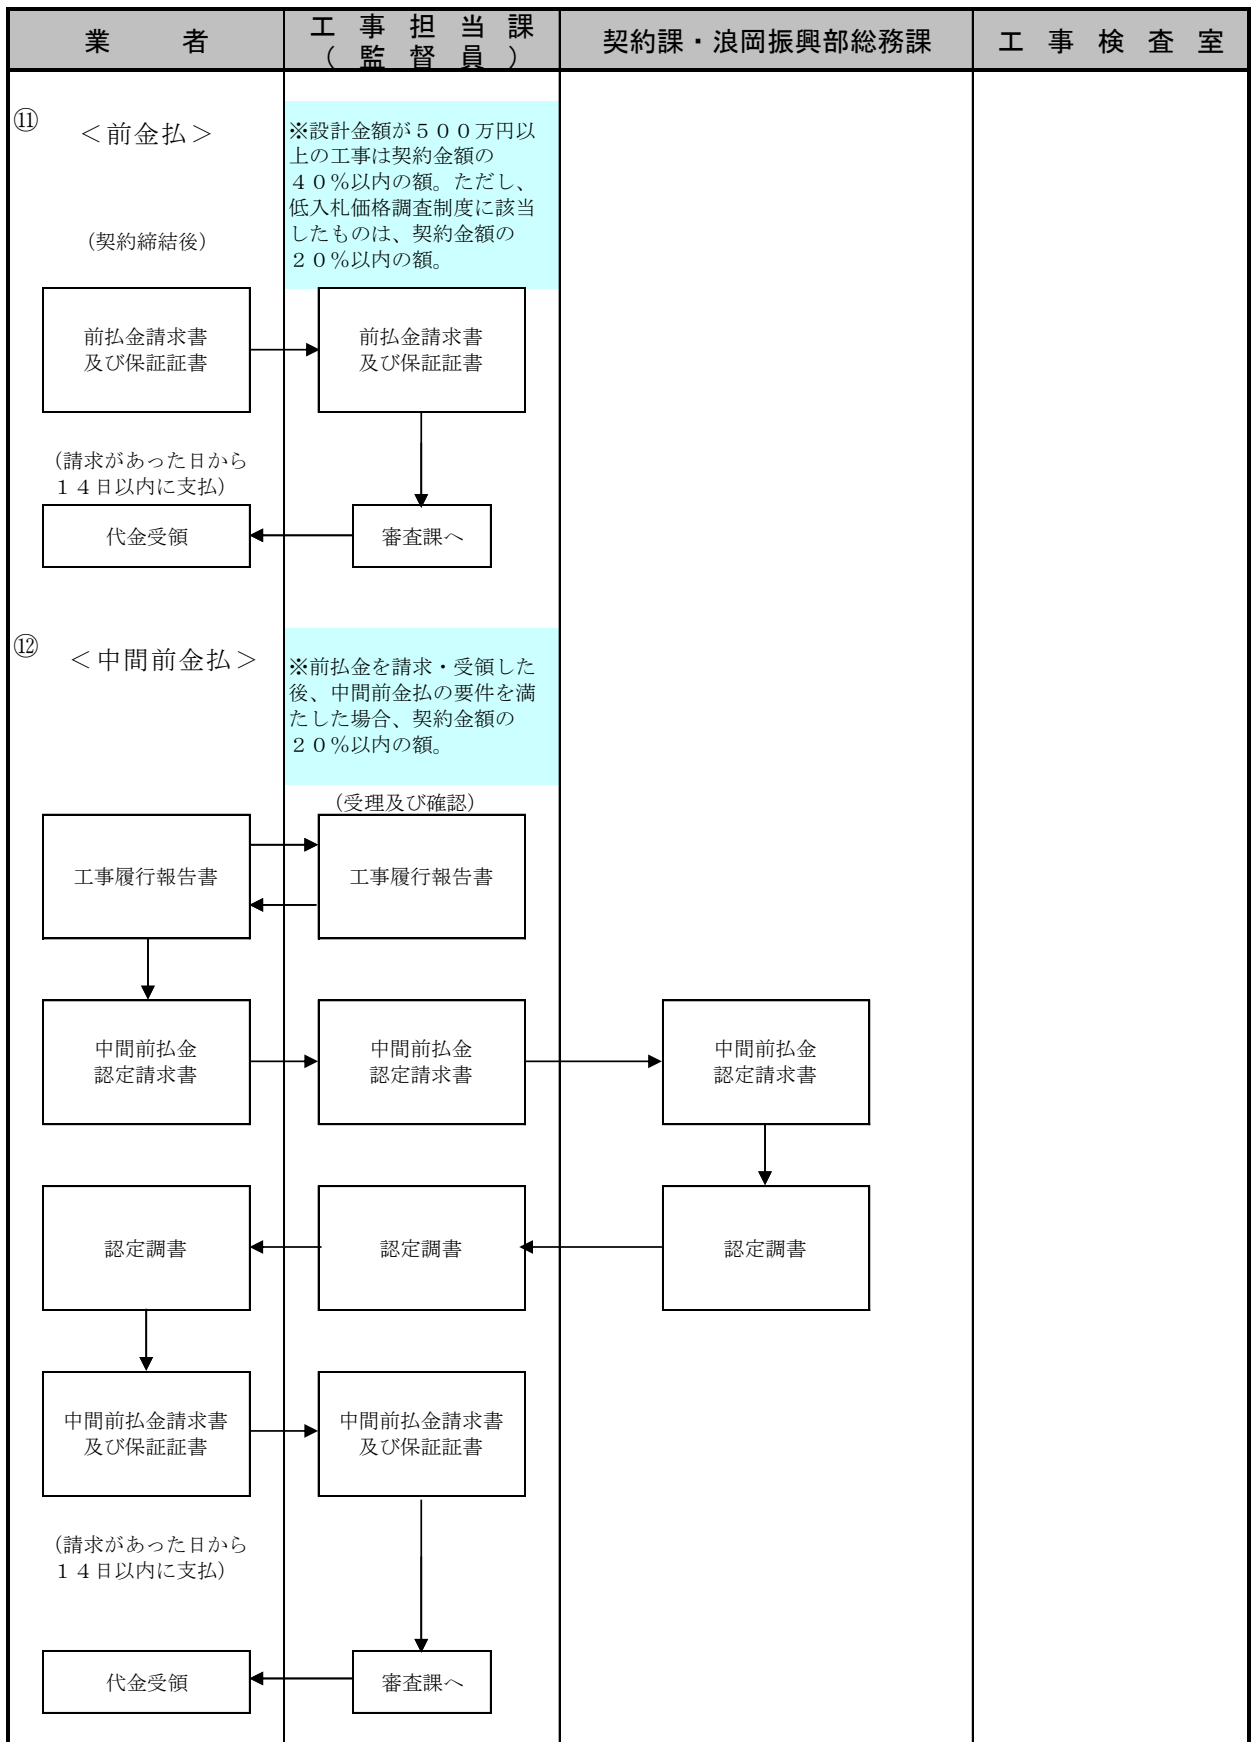 業者
工事担当課
（監督員）
契約課・浪岡振興部総務課
工事検査室
⑪
＜前金払＞
※設計金額が５００万円以
上の工事は契約金額の
４０％以内の額。ただし、
低入札価格調査制度に該当
したものは、契約金額の
２０％以内の額。
（契約締結後）
前払金請求書
及び保証証書
前払金請求書
及び保証証書
（請求があった日から
１４日以内に支払）
代金受領
審査課へ
⑫
＜中間前金払＞
※前払金を請求・受領した
後、中間前金払の要件を満
たした場合、契約金額の
２０％以内の額。
（受理及び確認）
工事履行報告書
工事履行報告書
中間前払金
認定請求書
中間前払金
認定請求書
中間前払金
認定請求書
認定調書
認定調書
認定調書
中間前払金請求書
及び保証証書
中間前払金請求書
及び保証証書
（請求があった日から
１４日以内に支払）
代金受領
審査課へ